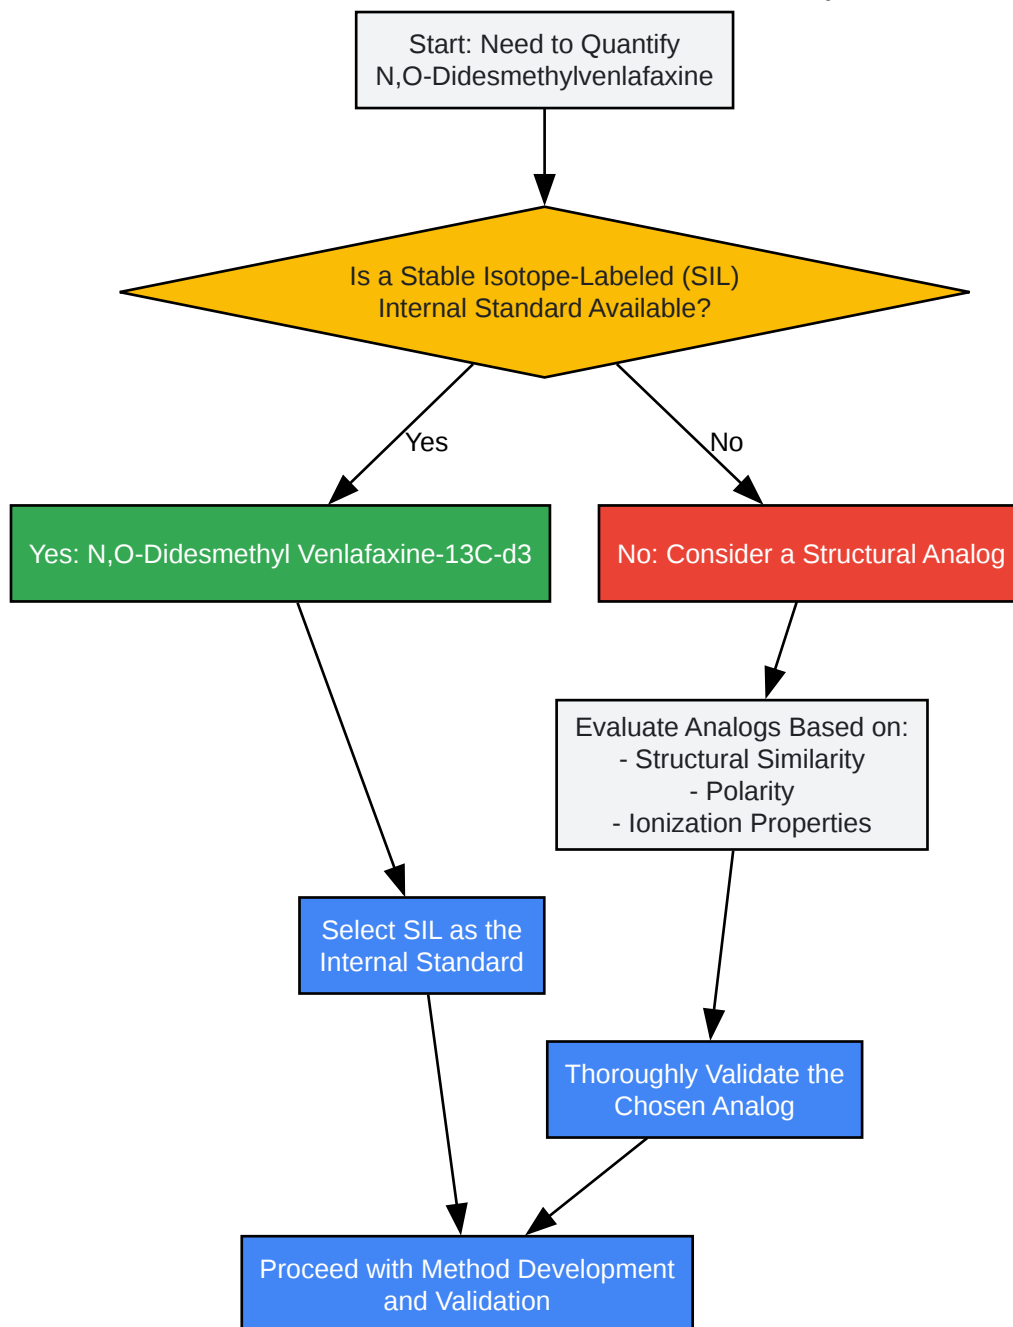 Start: Need to Quantify
N,O-Didesmethylvenlafaxine
Is a Stable Isotope-Labeled (SIL)
Internal Standard Available?
Yes
No
Yes: N,O-Didesmethyl Venlafaxine-13C-d3
No: Consider a Structural Analog
Evaluate Analogs Based on:
- Structural Similarity
- Polarity
- Ionization Properties
Select SIL as the
Internal Standard
Thoroughly Validate the
Chosen Analog
Proceed with Method Development
and Validation